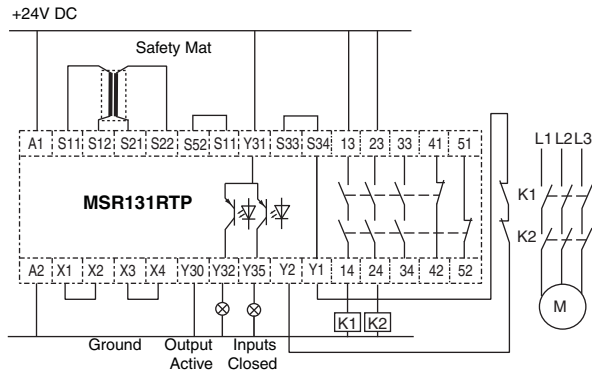 +24V DC
Safety Mat
A1 S11 S12 S21 S22 S52 S11 Y31 S33 S34 13 23 33 41 51
L1 L2 L3
MSR131RTP
K1
K2
A2 X1 X2 X3 X4 Y30 Y32 Y35 Y2 Y1 14 24 34 42 52
K1 K2
M
Ground Output Inputs
Active Closed